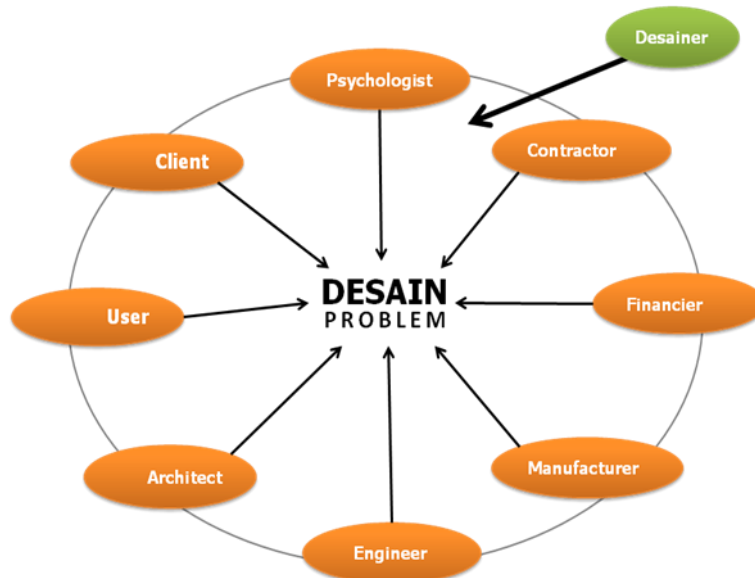 Desainer
Psychologist
Client
Contractor
DESAIN
PROBLEM
User
Financier
Architect
Manufacturer
Engineer